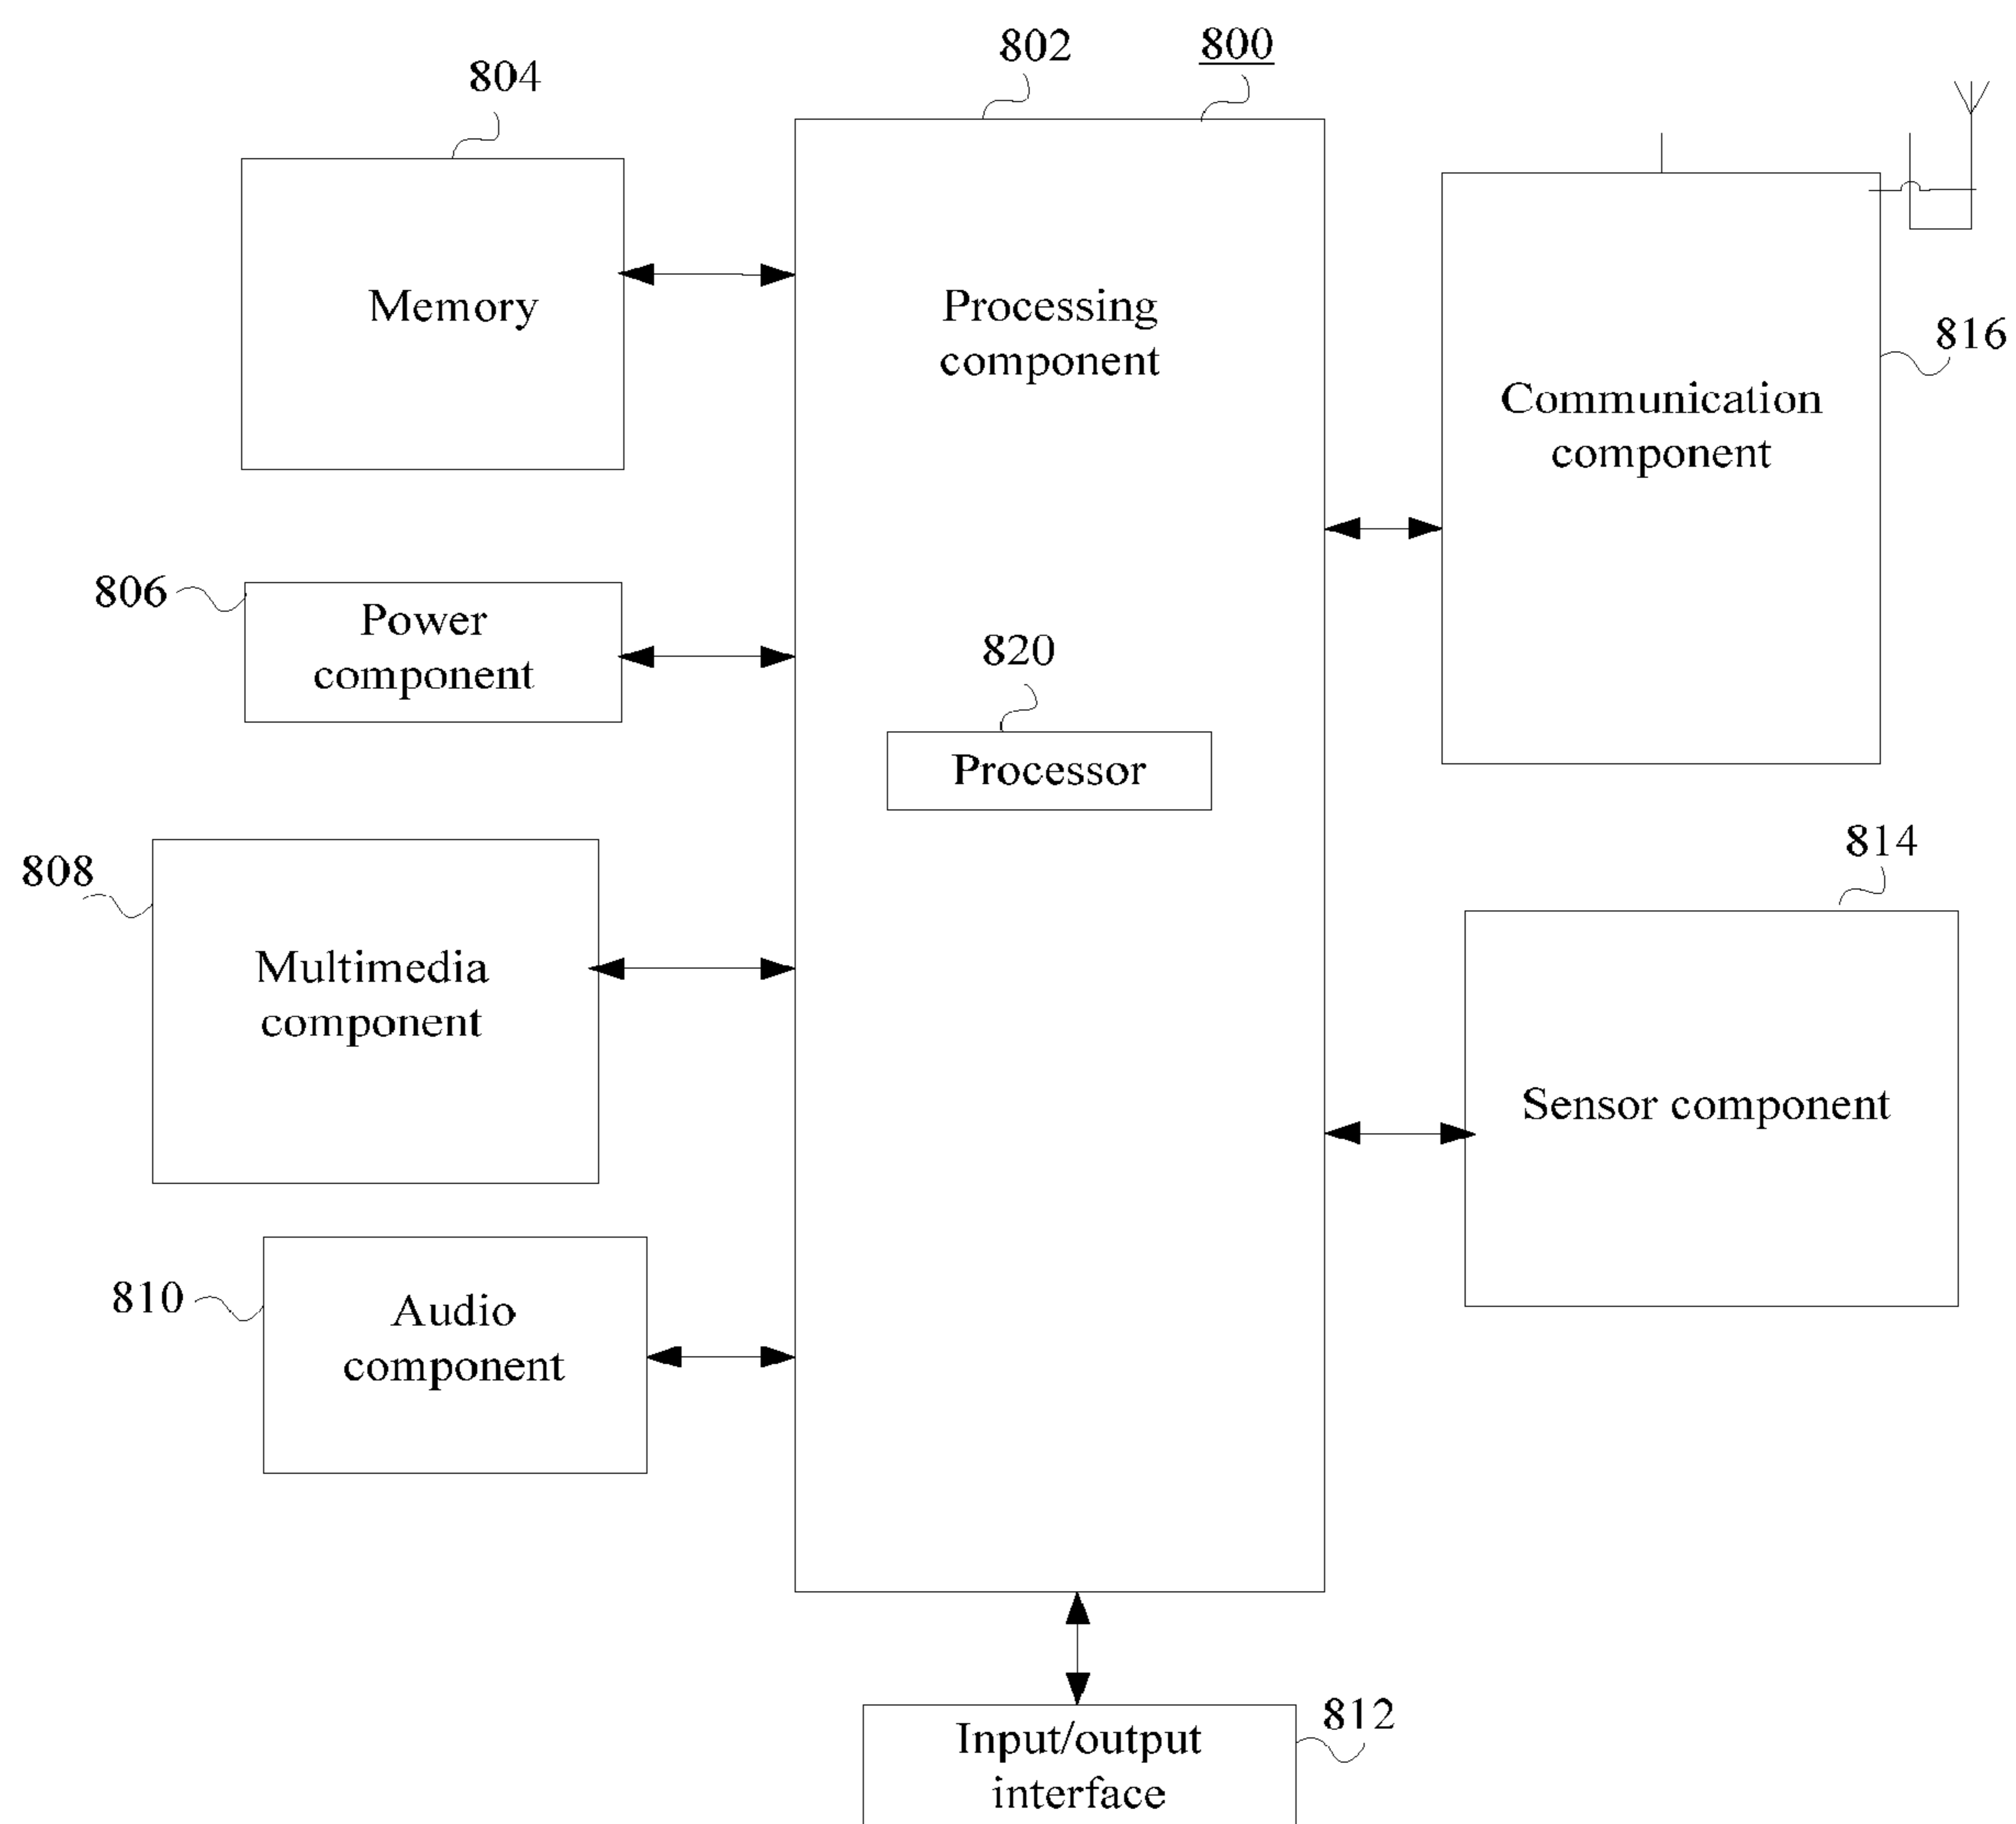 802
800
804
Memory
Processing
component
816
Communication
component
806
Power
component
820
Processor
808
814
Multimedia
component
Sensor component
810
Audio
component
812
Input/output
interface